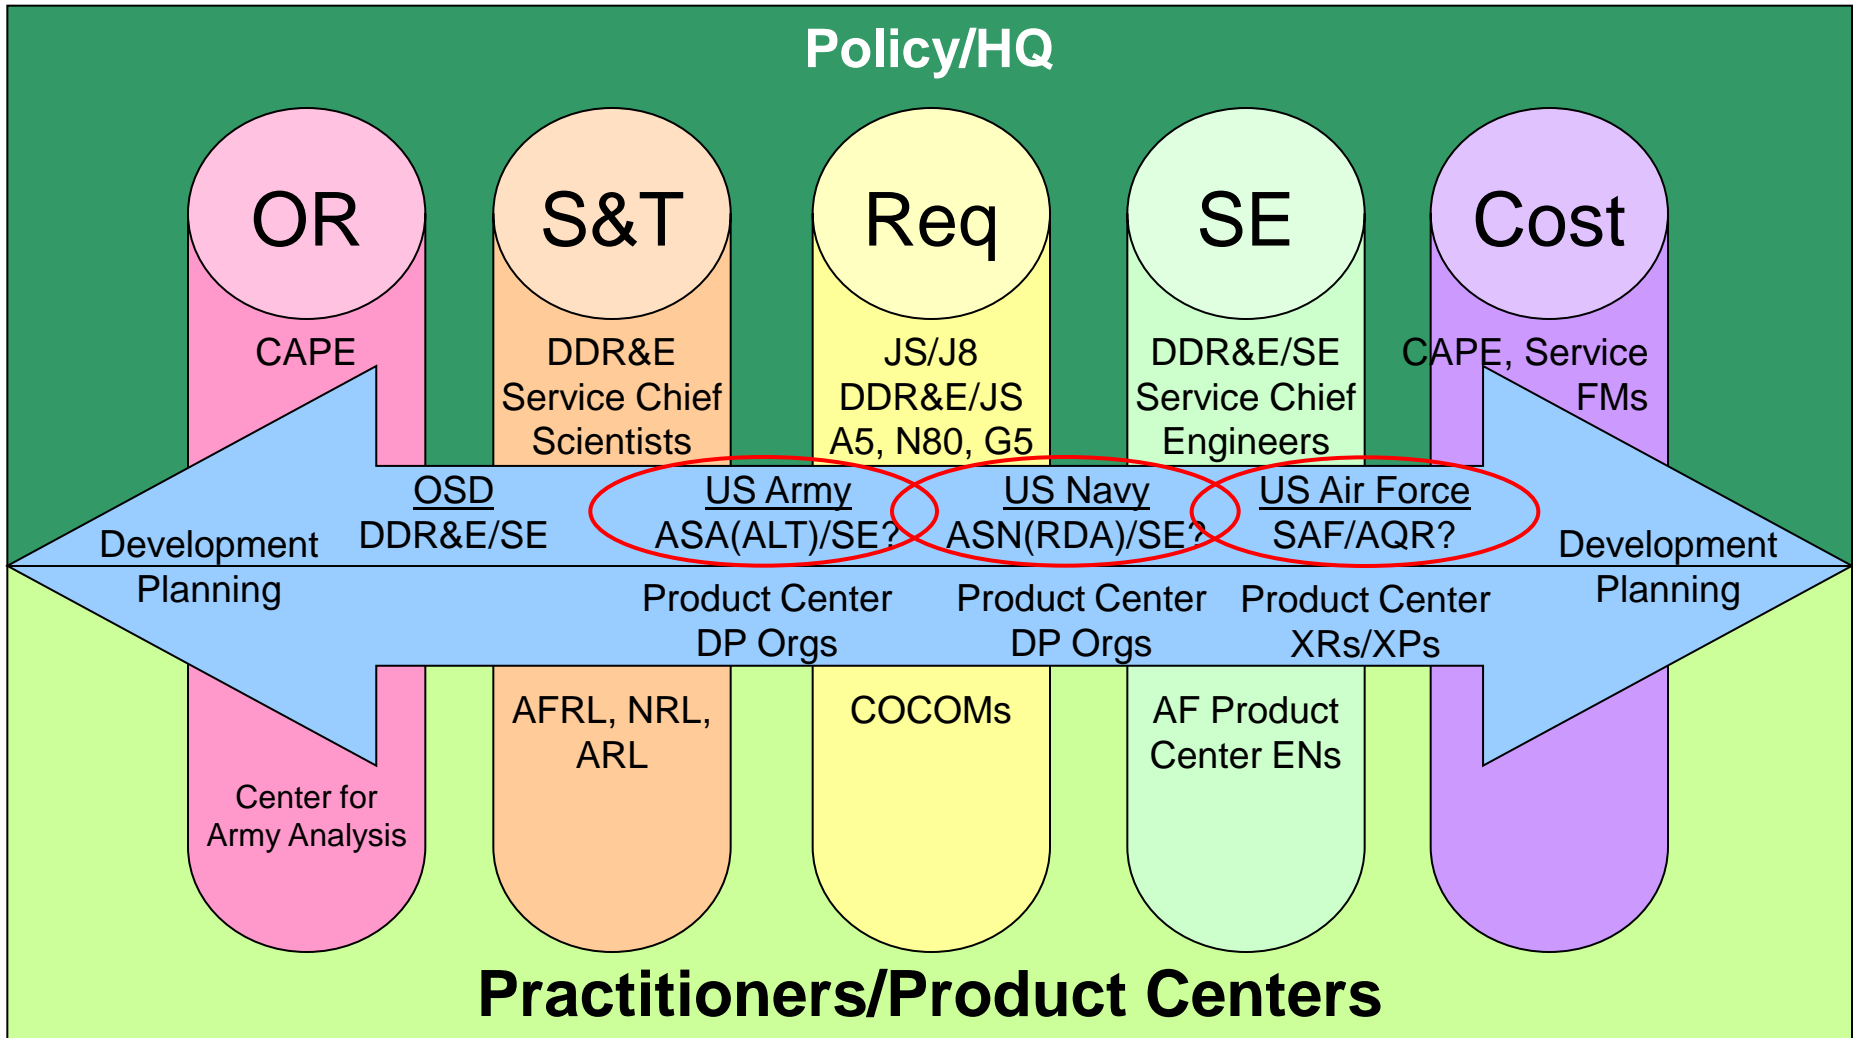 Policy/HQ
OR
S&T
Req
SE
Cost
CAPE
DDR&E
Service Chief
Scientists
JS/J8
DDR&E/JS
A5, N80, G5
DDR&E/SE
Service Chief
Engineers
CAPE, Service
FMs
Development
Planning
OSD
DDR&E/SE
US Army
ASA(ALT)/SE?
US Navy
ASN(RDA)/SE?
US Air Force
SAF/AQR?
Development
Planning
Product Center
DP Orgs
Product Center
DP Orgs
Product Center
XRs/XPs
Center for
Army Analysis
AFRL, NRL,
ARL
COCOMs
AF Product
Center ENs
Practitioners/Product Centers